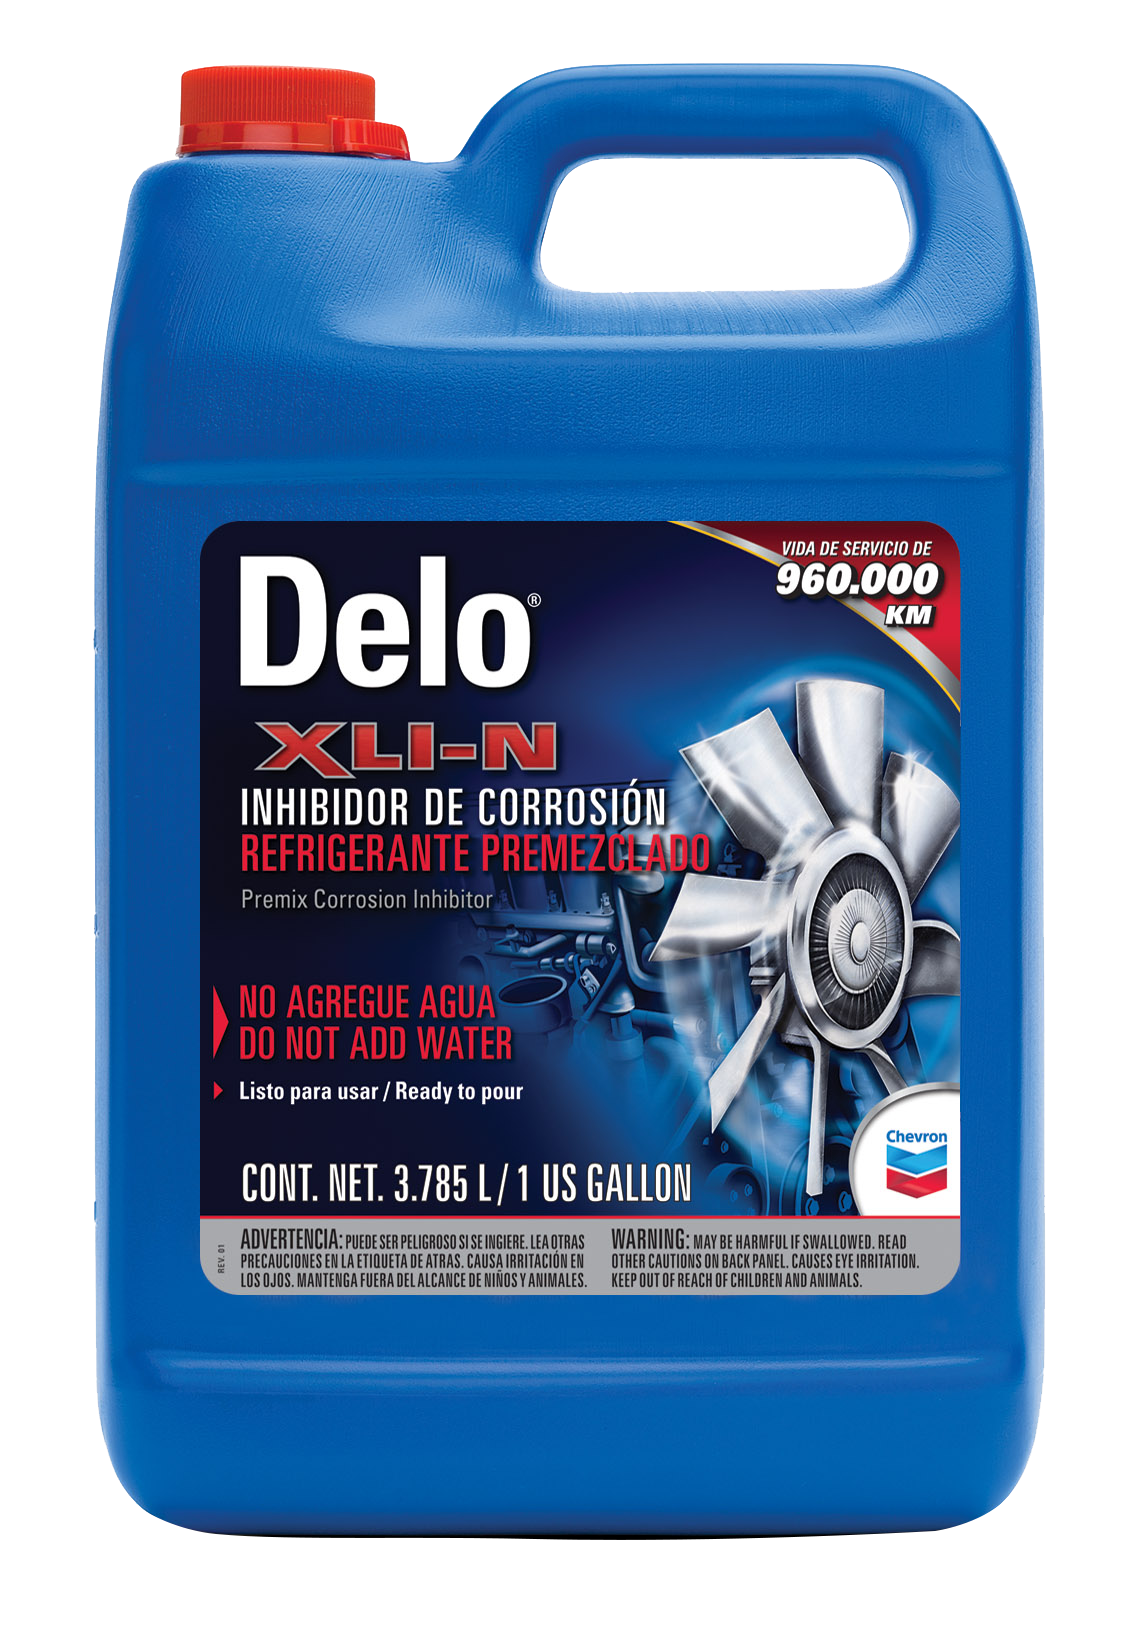 VIDA DE SERVICIO DE
960.000
KM
Delo®
XLI-N
INHIBIDOR DE CORROSIÓN
REFRIGERANTE PREMEZCLADO
Premix Corrosion Inhibitor
NO AGREGUE AGUA
DO NOT ADD WATER
Listo para usar / Ready to pour
Chevron
CONT. NET. 3.785 L / 1 US GALLON
REV. 01
ADVERTENCIA: PUEDE SER PELIGROSO SI SE INGIERE. LEA OTRAS
PRECAUCIONES EN LA ETIQUETA DE ATRAS. CAUSA IRRITACIÓN EN
LOS OJOS. MANTENGA FUERA DEL ALCANCE DE NIÑOS Y ANIMALES.
WARNING: MAY BE HARMFUL IF SWALLOWED. READ
OTHER CAUTIONS ON BACK PANEL. CAUSES EYE IRRITATION.
KEEP OUT OF REACH OF CHILDREN AND ANIMALS.